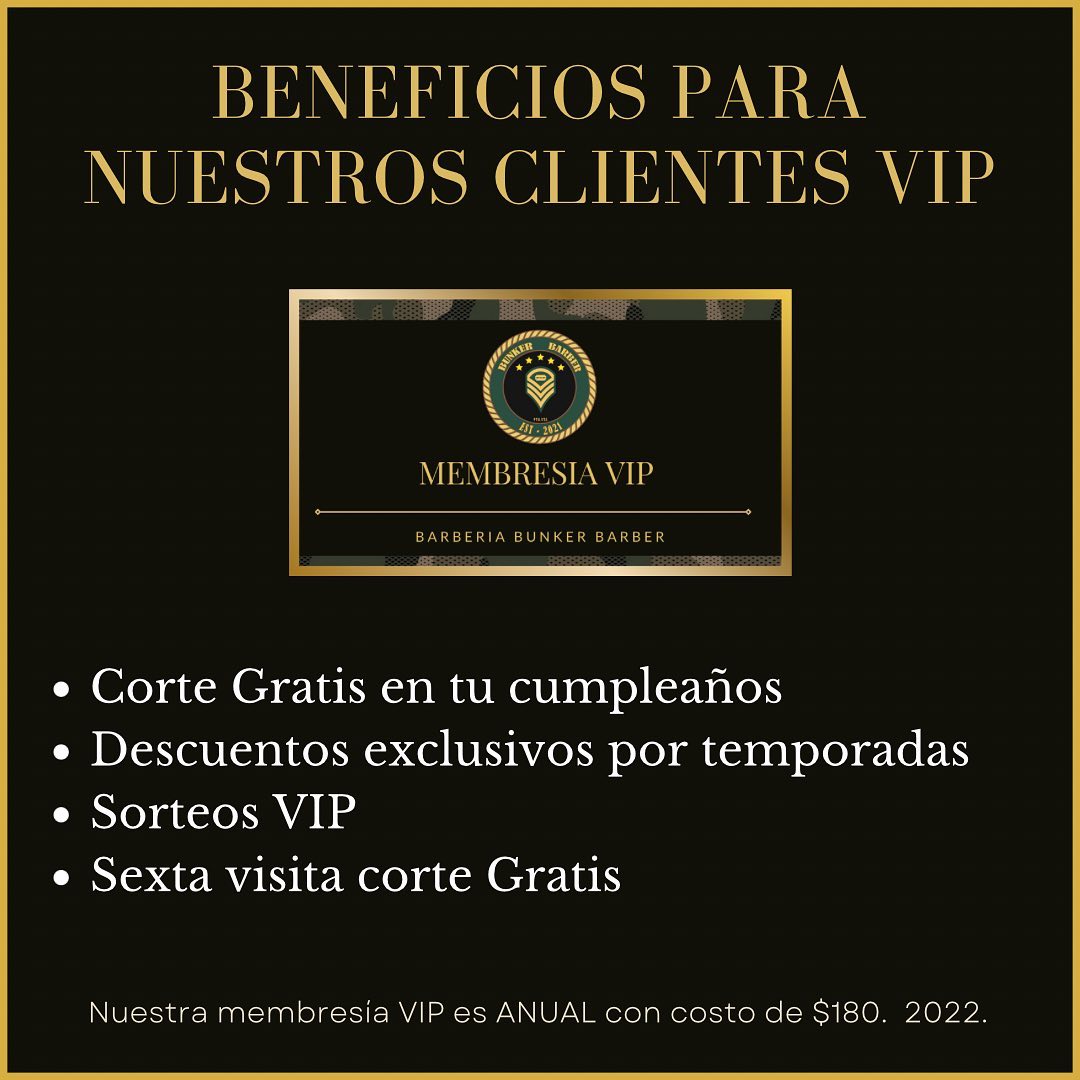 BENEFICIOS PARA
NUESTROS CLIENTES VIP
BUNKER BARBER
EST - 2021
MEMBRESIA VIP
BARBERIA BUNKER BARBER
• Corte Gratis en tu cumpleaños
• Descuentos exclusivos por temporadas
• Sorteos VIP
• Sexta visita corte Gratis
Nuestra membresía VIP es ANUAL con costo de $180. 2022.